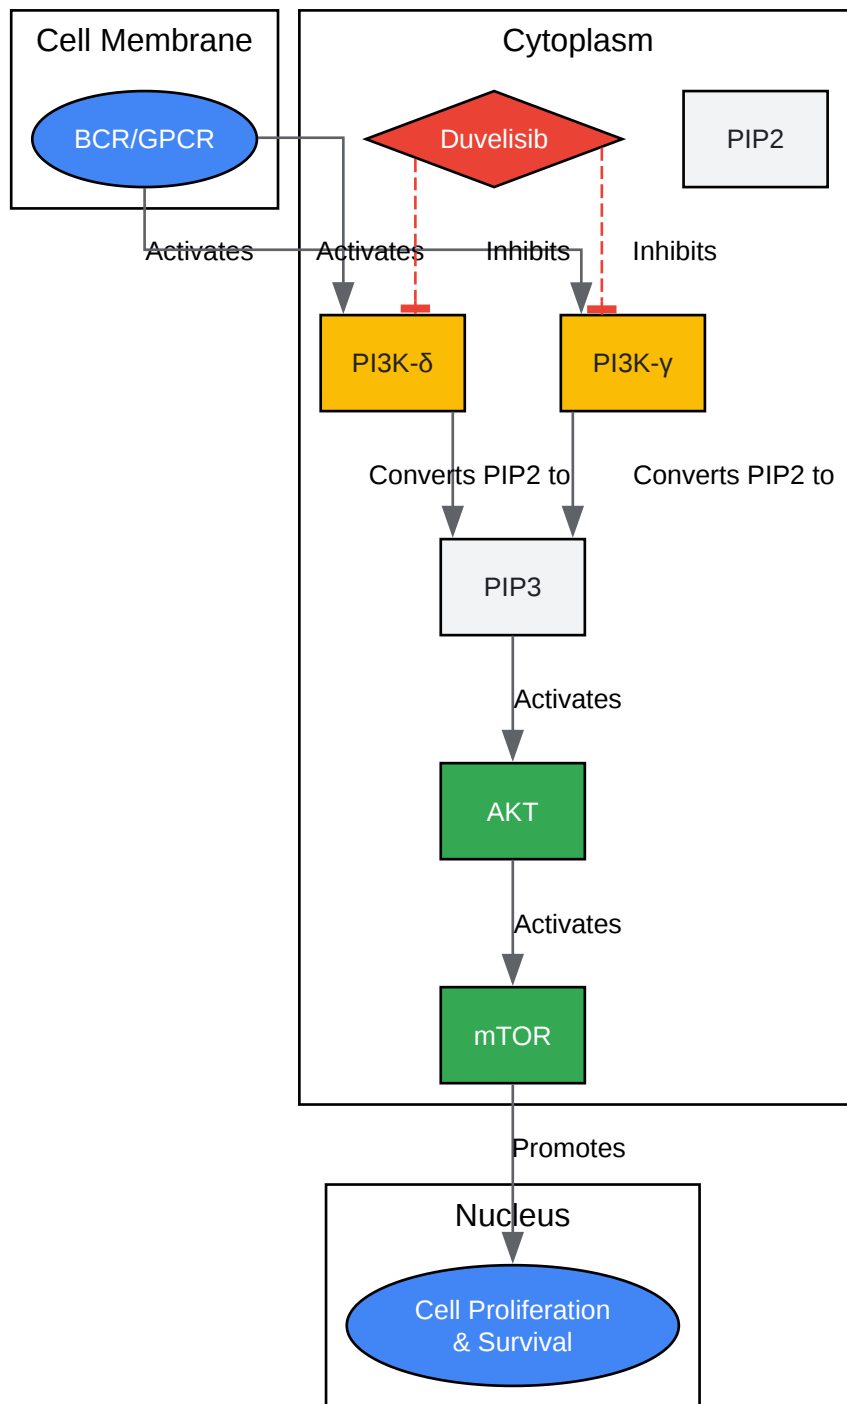 Cell Membrane
Cytoplasm
BCR/GPCR
Duvelisib
PIP2
Activates
Activates
Inhibits
Inhibits
PI3K-δ
PI3K-γ
Converts PIP2 to
Converts PIP2 to
PIP3
Activates
AKT
Activates
mTOR
Promotes
Nucleus
Cell Proliferation
& Survival